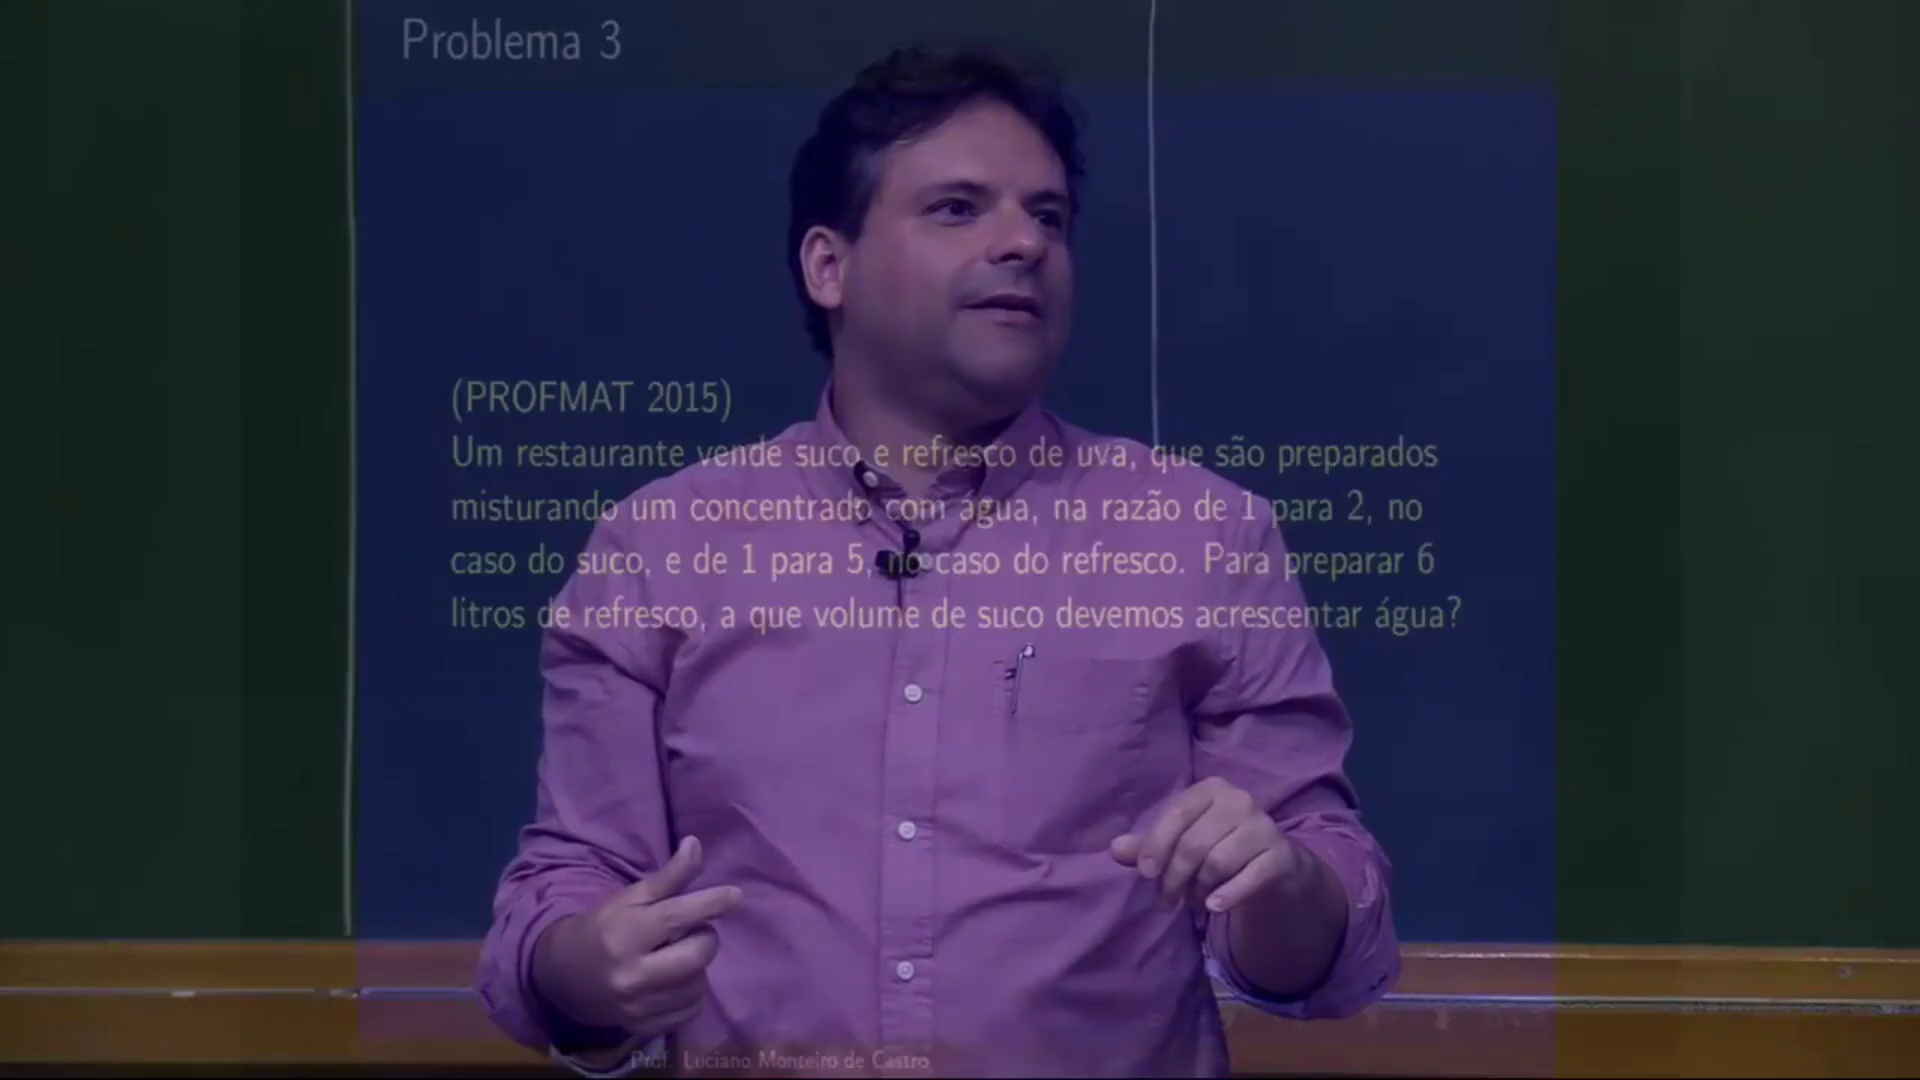 Problema 3
(PROFMAT 2015)
Um restaurante vende suco e refresco de uva, que são preparados
misturando um concentrado com água, na razão de 1 para 2, no
caso do suco, e de 1 para 5, no caso do refresco. Para preparar 6
litros de refresco, a que volume de suco devemos acrescentar água?
Prof. Luciano Monteiro de Castro